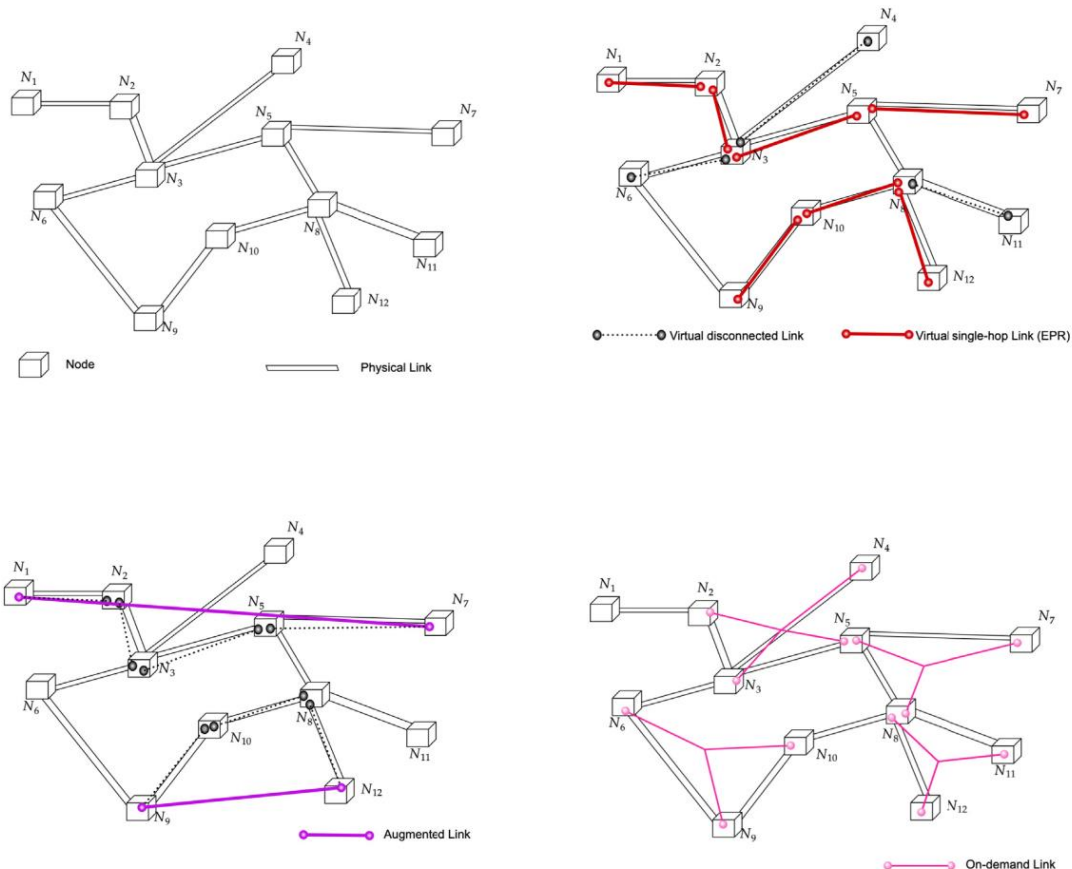 N₄
N₁
N₂
N₅
N₇
N₃
N₆
N₈
N₁₀
N₁₁
N₁₂
N₉
Node
Physical Link
N₄
N₁
N₂
N₅
N₇
N₃
N₆
N₈
N₁₀
N₁₁
N₁₂
N₉
Virtual disconnected Link
Virtual single-hop Link (EPR)
N₄
N₁
N₂
N₅
N₇
N₃
N₆
N₈
N₁₀
N₁₁
N₁₂
N₉
Augmented Link
N₄
N₁
N₂
N₅
N₇
N₃
N₆
N₈
N₁₀
N₁₁
N₁₂
N₉
On-demand Link